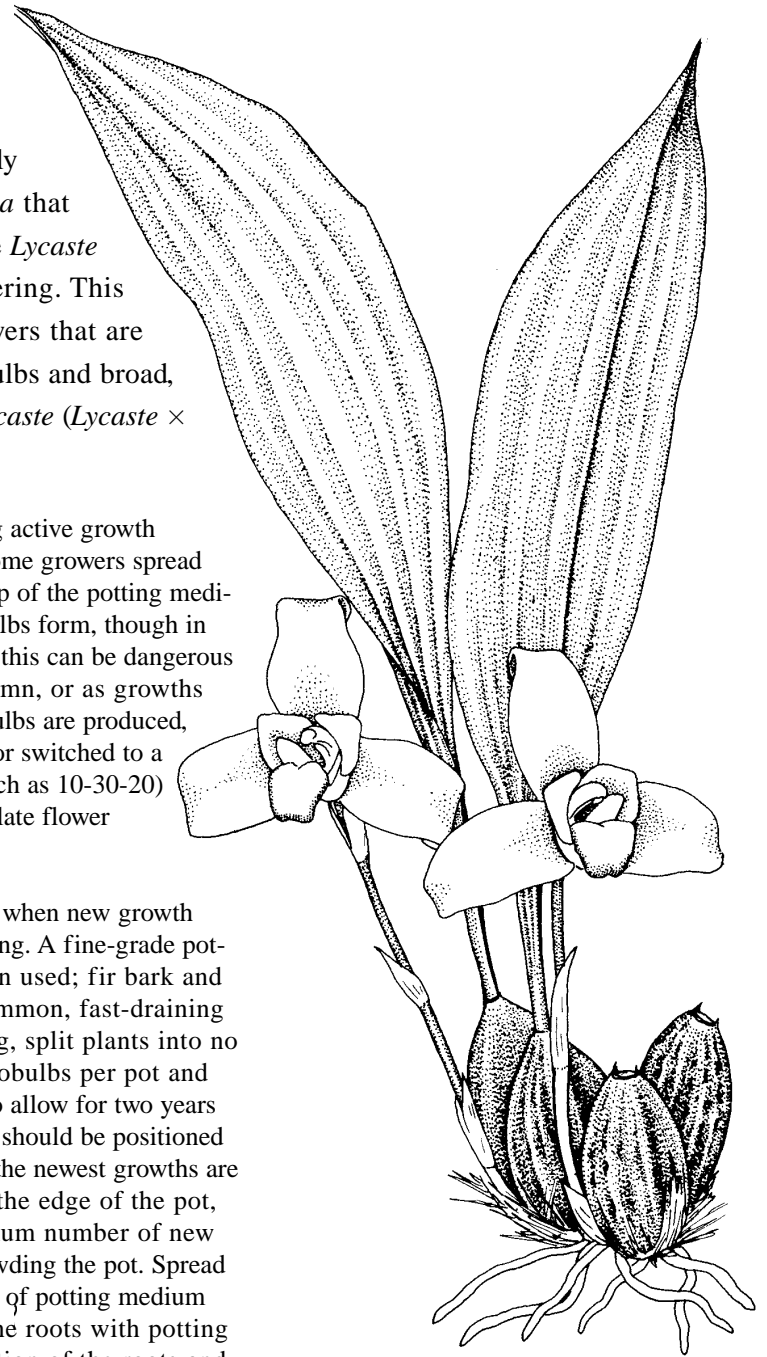 ly
a that
Lycaste
ering. This
vers that are
ulbs and broad,
caste (Lycaste ×
g active growth
ome growers spread
p of the potting medi-
lbs form, though in
this can be dangerous
mn, or as growths
ulbs are produced,
or switched to a
ch as 10-30-20)
late flower
when new growth
ng. A fine-grade pot-
n used; fir bark and
mmon, fast-draining
g, split plants into no
obulbs per pot and
o allow for two years
should be positioned
the newest growths are
the edge of the pot,
um number of new
wding the pot. Spread
of potting medium
he roots with potting